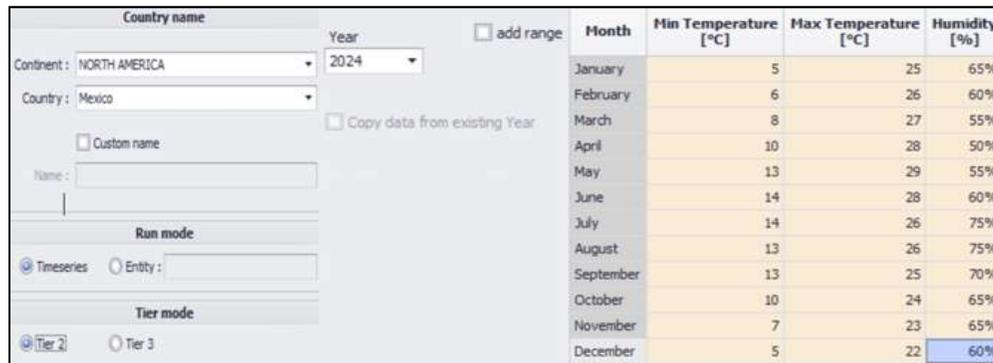 Country name
Continent : NORTH AMERICA
Country : Mexico
Custom name
Name :
Run mode
Timeseries Entity :
Tier mode
Tier 2 Tier 3
Year
2024
add range
Copy data from existing Year
Month Min Temperature [°C] Max Temperature [°C] Humidity [%]
January 5 25 65%
February 6 26 60%
March 8 27 55%
April 10 28 50%
May 13 29 55%
June 14 28 60%
July 14 26 75%
August 13 26 75%
September 13 25 70%
October 10 24 65%
November 7 23 65%
December 5 22 60%